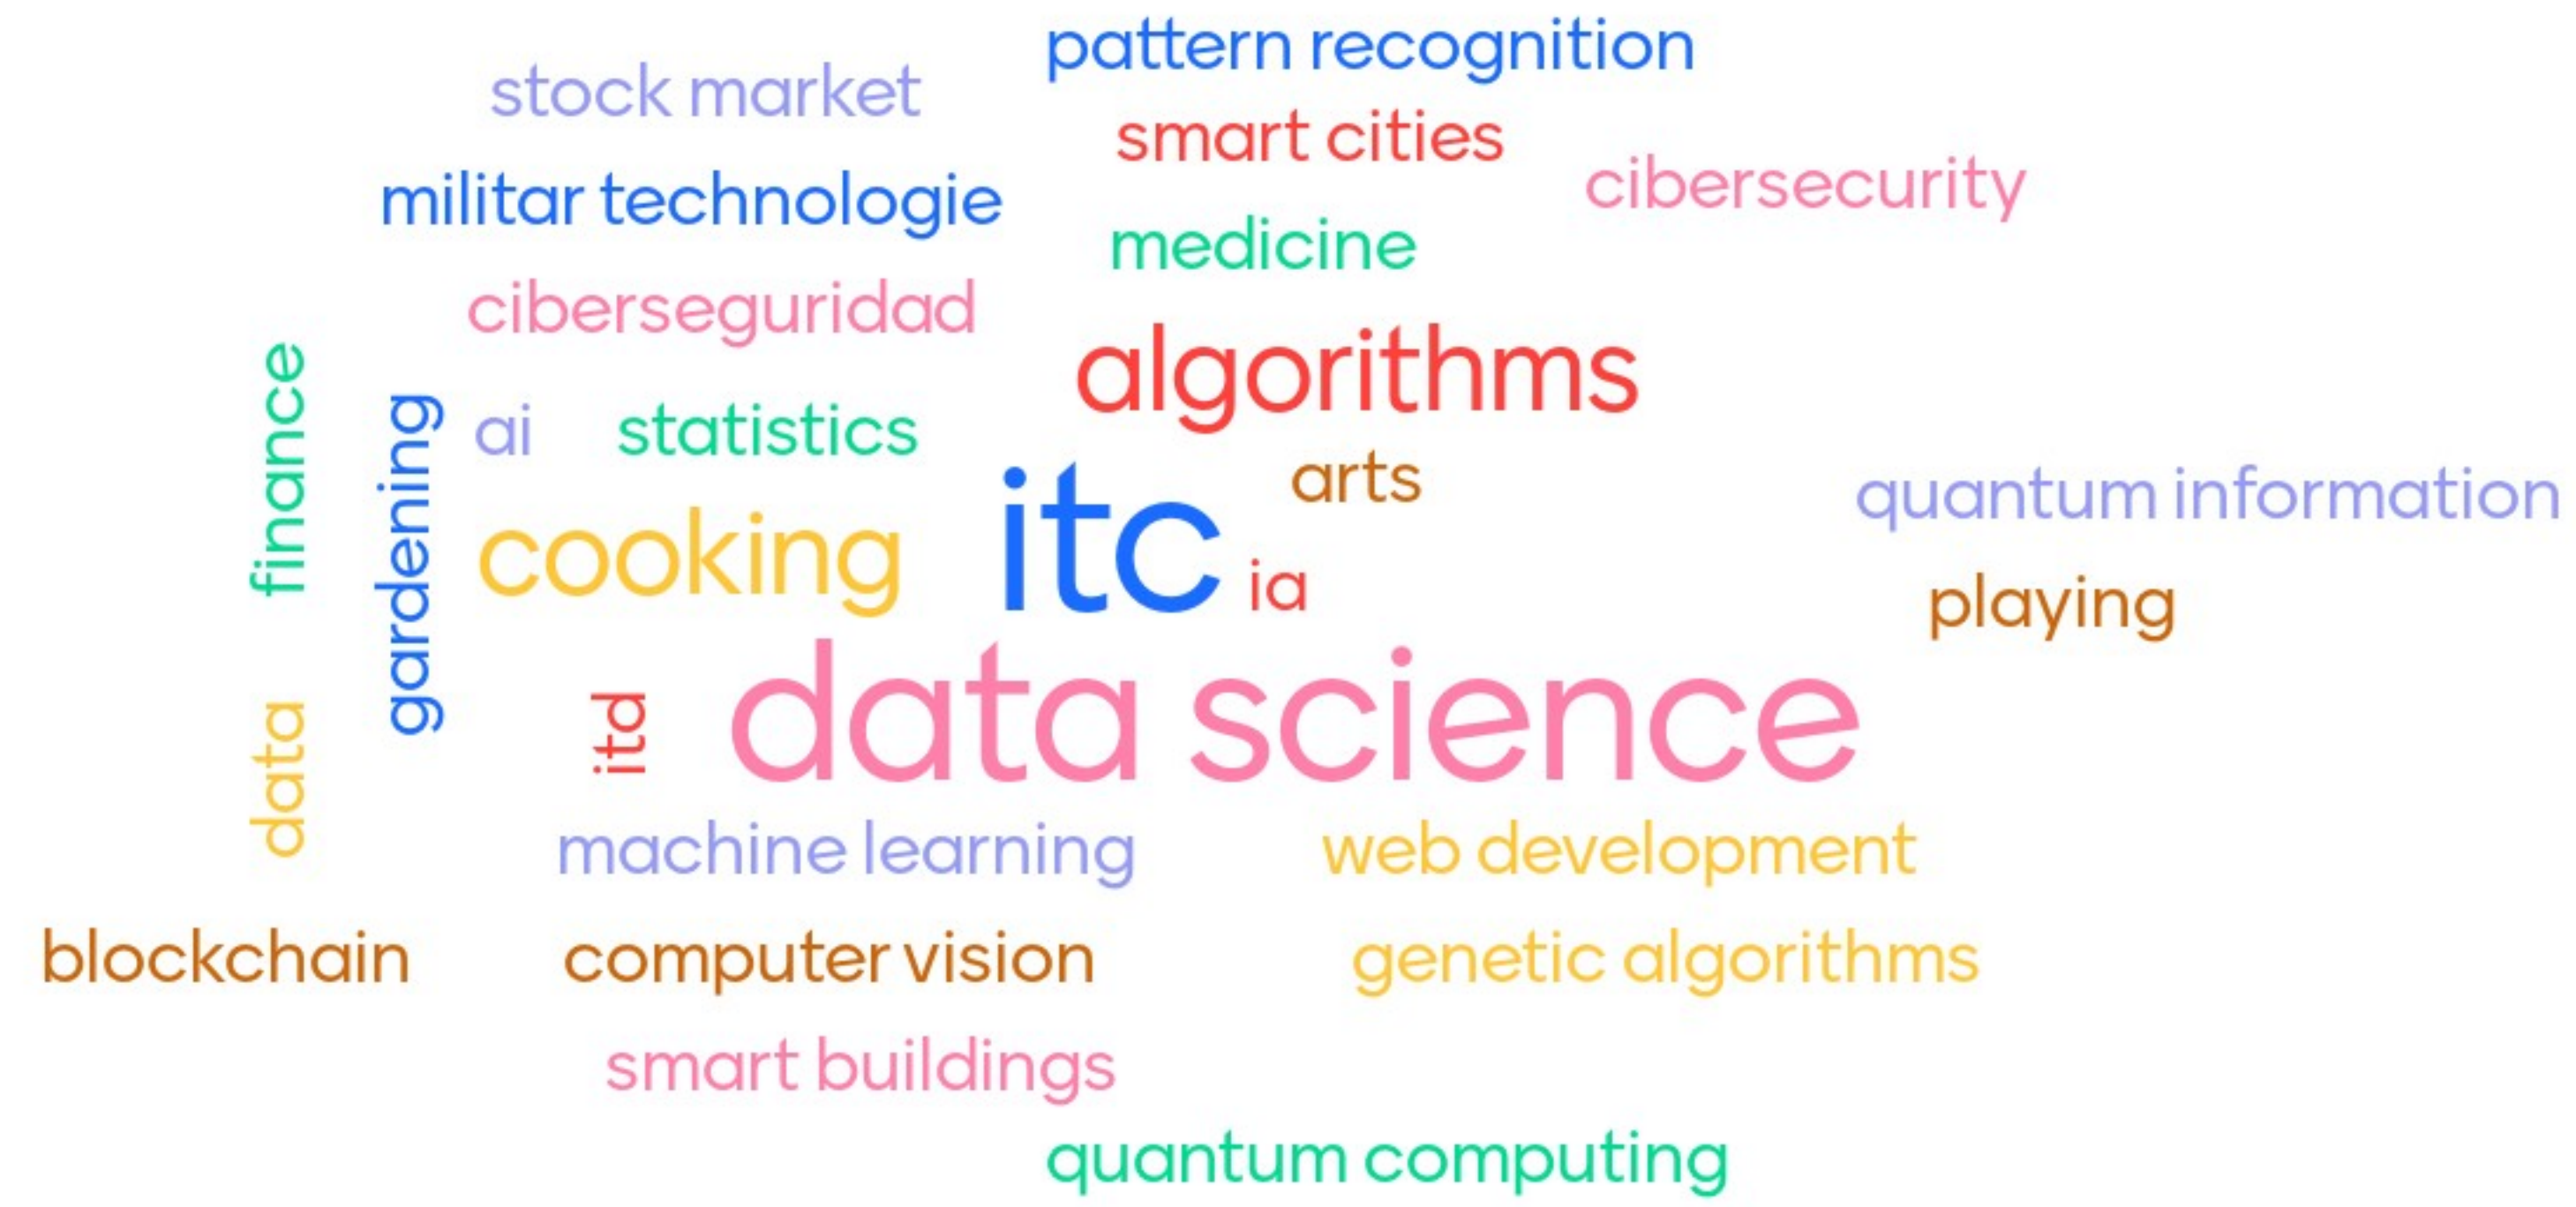 pattern recognition
stock market
smart cities
cibersecurity
militar technologie
medicine
ciberseguridad
algorithms
finance
gardening
ai
statistics
arts
quantum information
cooking
itc
ia
playing
data
itd
data science
machine learning
web development
blockchain
computer vision
genetic algorithms
smart buildings
quantum computing